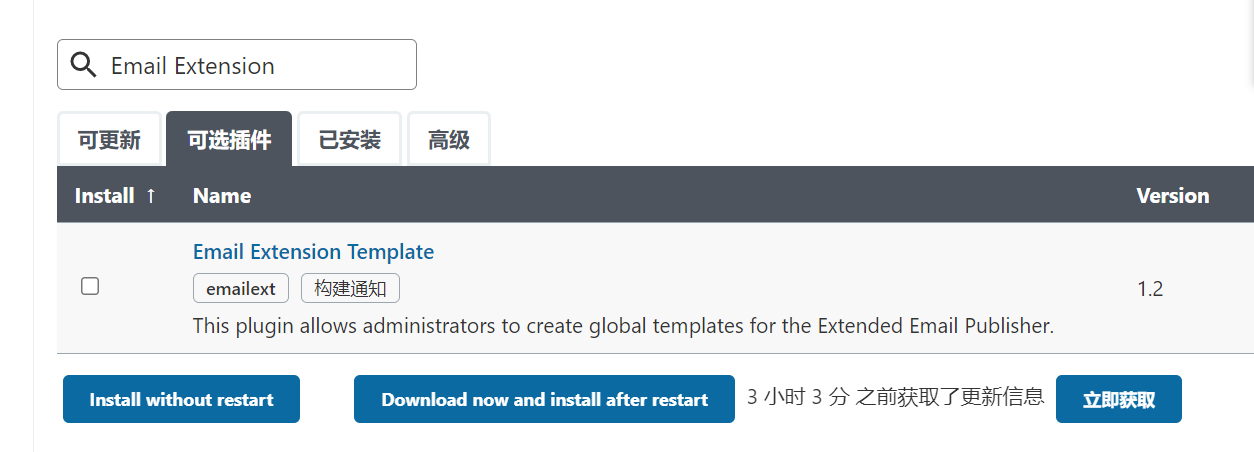 Email Extension
可更新 可选插件 已安装 高级
Install ↑ Name Version
Email Extension Template
emailext 构建通知
1.2
This plugin allows administrators to create global templates for the Extended Email Publisher.
Install without restart Download now and install after restart 3 小时 3 分 之前获取了更新信息 立即获取